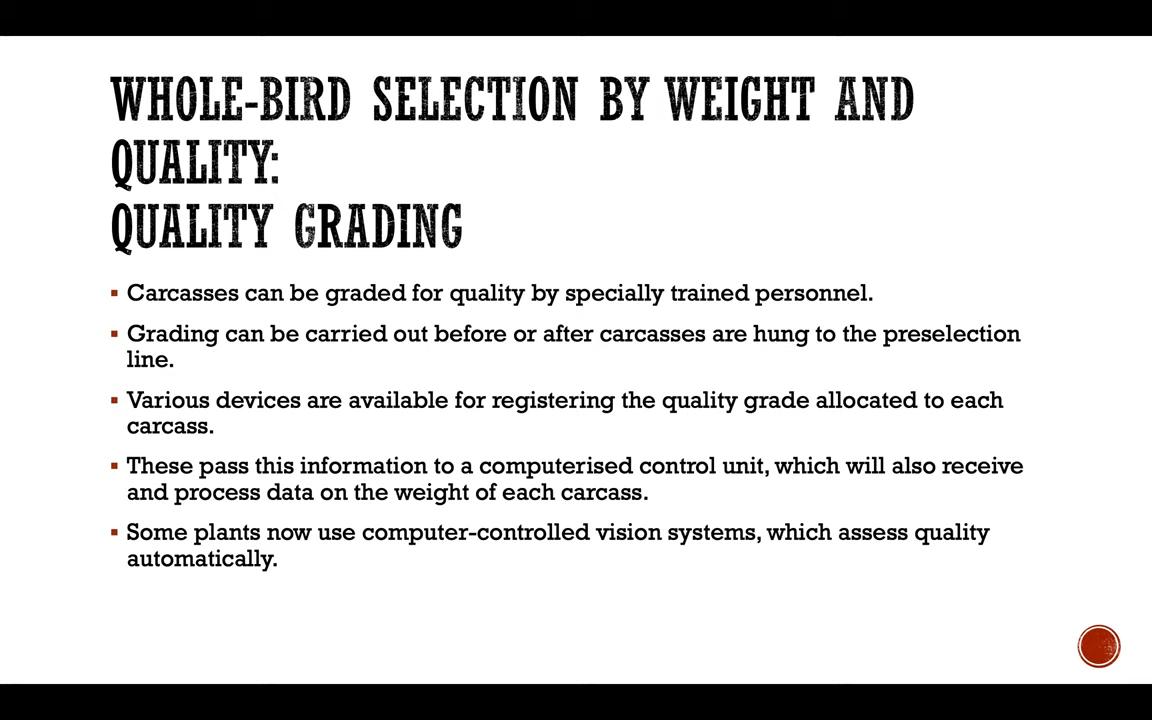 WHOLE-BIRD SELECTION BY WEIGHT AND
QUALITY:
QUALITY GRADING
▪ Carcasses can be graded for quality by specially trained personnel.
▪ Grading can be carried out before or after carcasses are hung to the preselection
line.
▪ Various devices are available for registering the quality grade allocated to each
carcass.
▪ These pass this information to a computerised control unit, which will also receive
and process data on the weight of each carcass.
▪ Some plants now use computer-controlled vision systems, which assess quality
automatically.